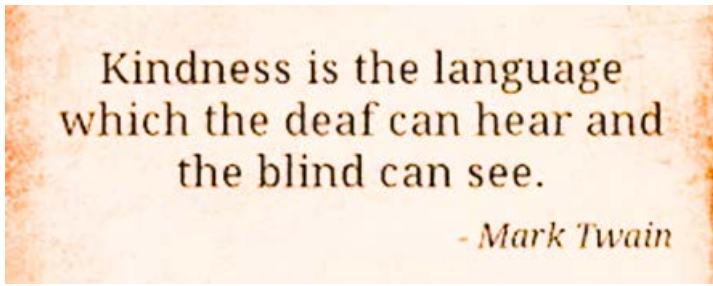 Kindness is the language
which the deaf can hear and
the blind can see.
- Mark Twain